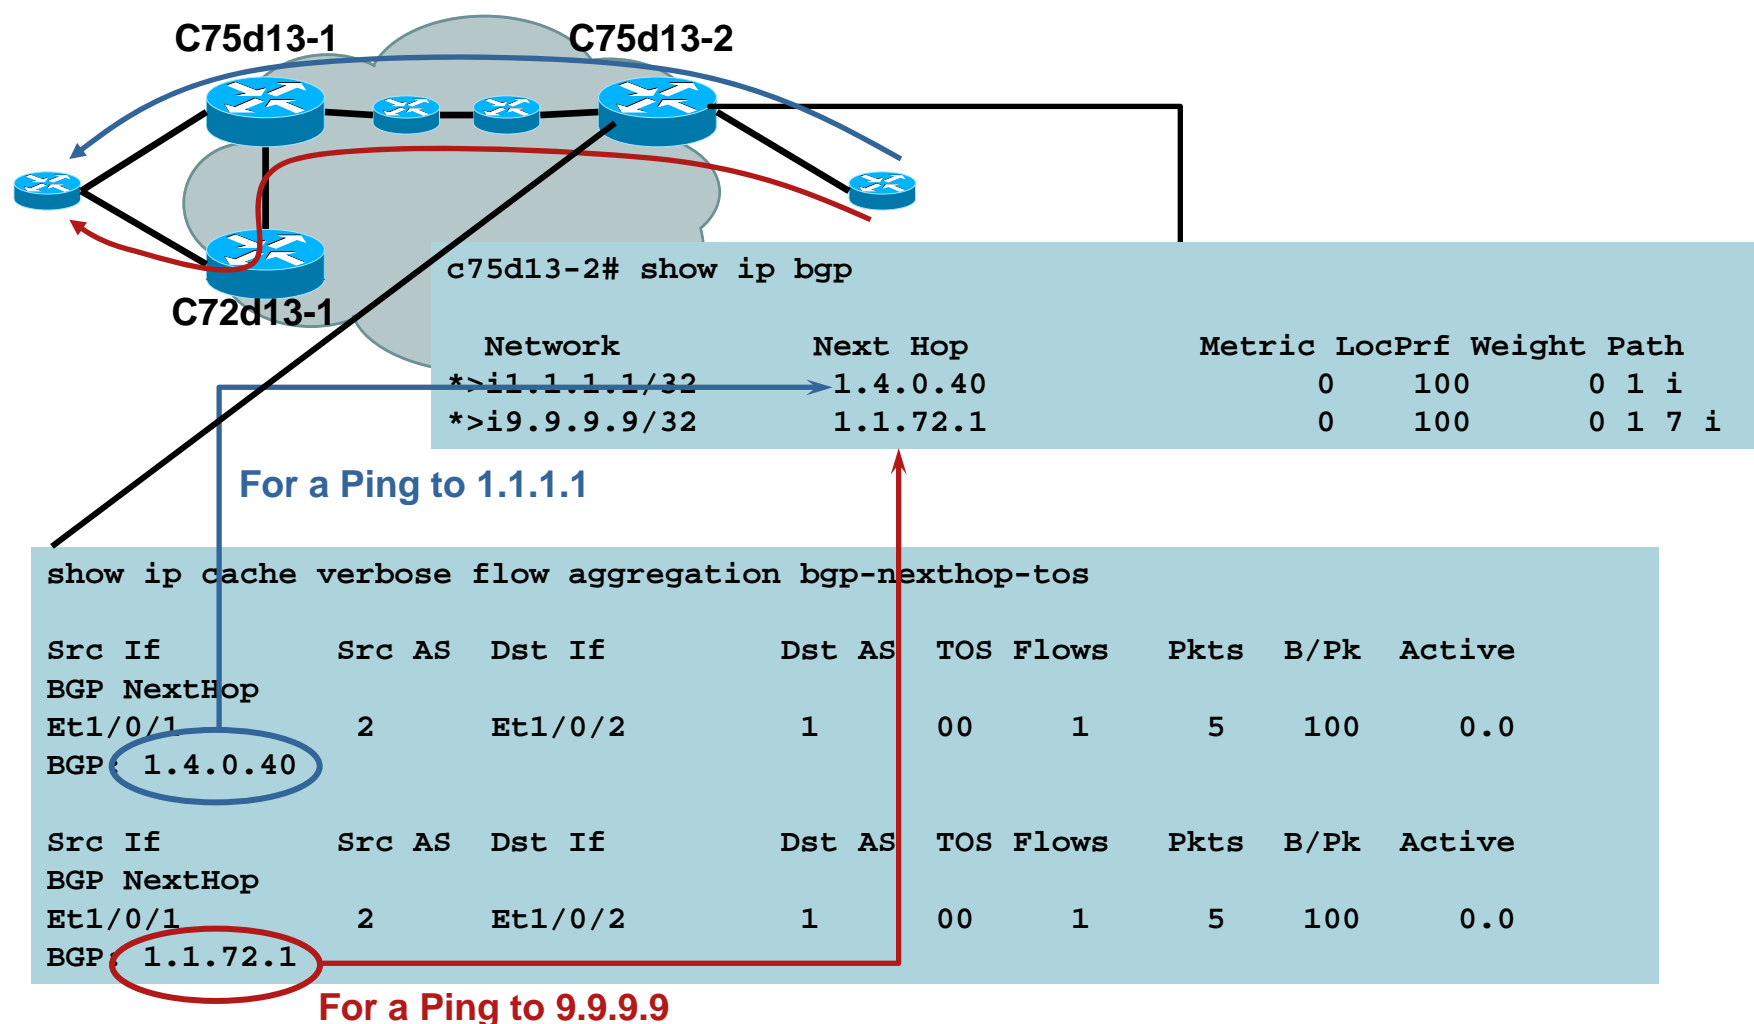 C75d13-1
C75d13-2
C72d13-1
c75d13-2# show ip bgp
Network Next Hop Metric LocPrf Weight Path
*>i1.1.1.1/32 1.4.0.40 0 100 0 1 i
*>i9.9.9.9/32 1.1.72.1 0 100 0 1 7 i
For a Ping to 1.1.1.1
show ip cache verbose flow aggregation bgp-nexthop-tos
Src If Src AS Dst If Dst AS TOS Flows Pkts B/Pk Active
BGP NextHop
Et1/0/1 2 Et1/0/2 1 00 1 5 100 0.0
BGP: 1.4.0.40
Src If Src AS Dst If Dst AS TOS Flows Pkts B/Pk Active
BGP NextHop
Et1/0/1 2 Et1/0/2 1 00 1 5 100 0.0
BGP: 1.1.72.1
For a Ping to 9.9.9.9